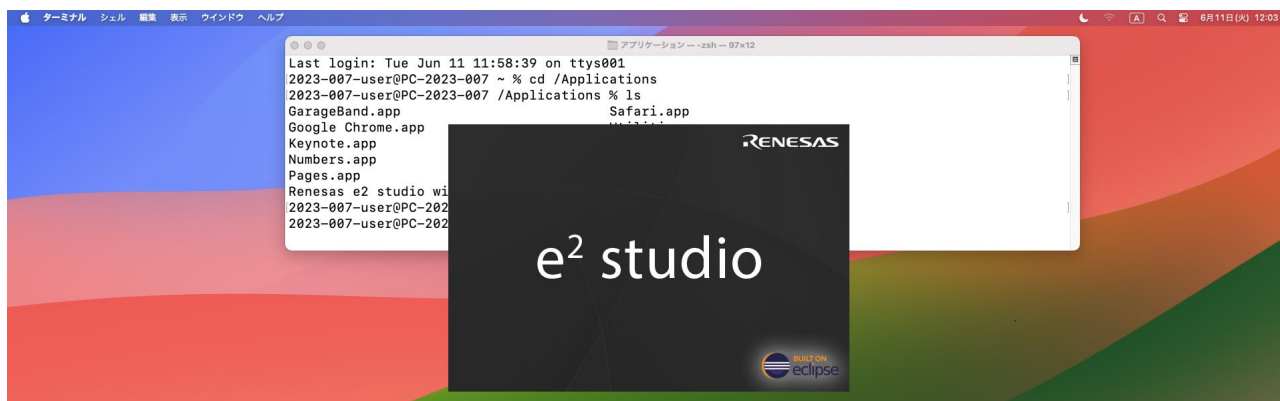 ターミナル シェル 編集 表示 ウインドウ ヘルプ
A
6月11日(火) 12:03
アプリケーション — -zsh — 97×12
Last login: Tue Jun 11 11:58:39 on ttys001
2023-007-user@PC-2023-007 ~ % cd /Applications
2023-007-user@PC-2023-007 /Applications % ls
GarageBand.app Safari.app
Google Chrome.app
Keynote.app
Numbers.app
Pages.app
Renesas e2 studio wi
2023-007-user@PC-202
2023-007-user@PC-202
RENESAS
e² studio
BUILT ON
eclipse